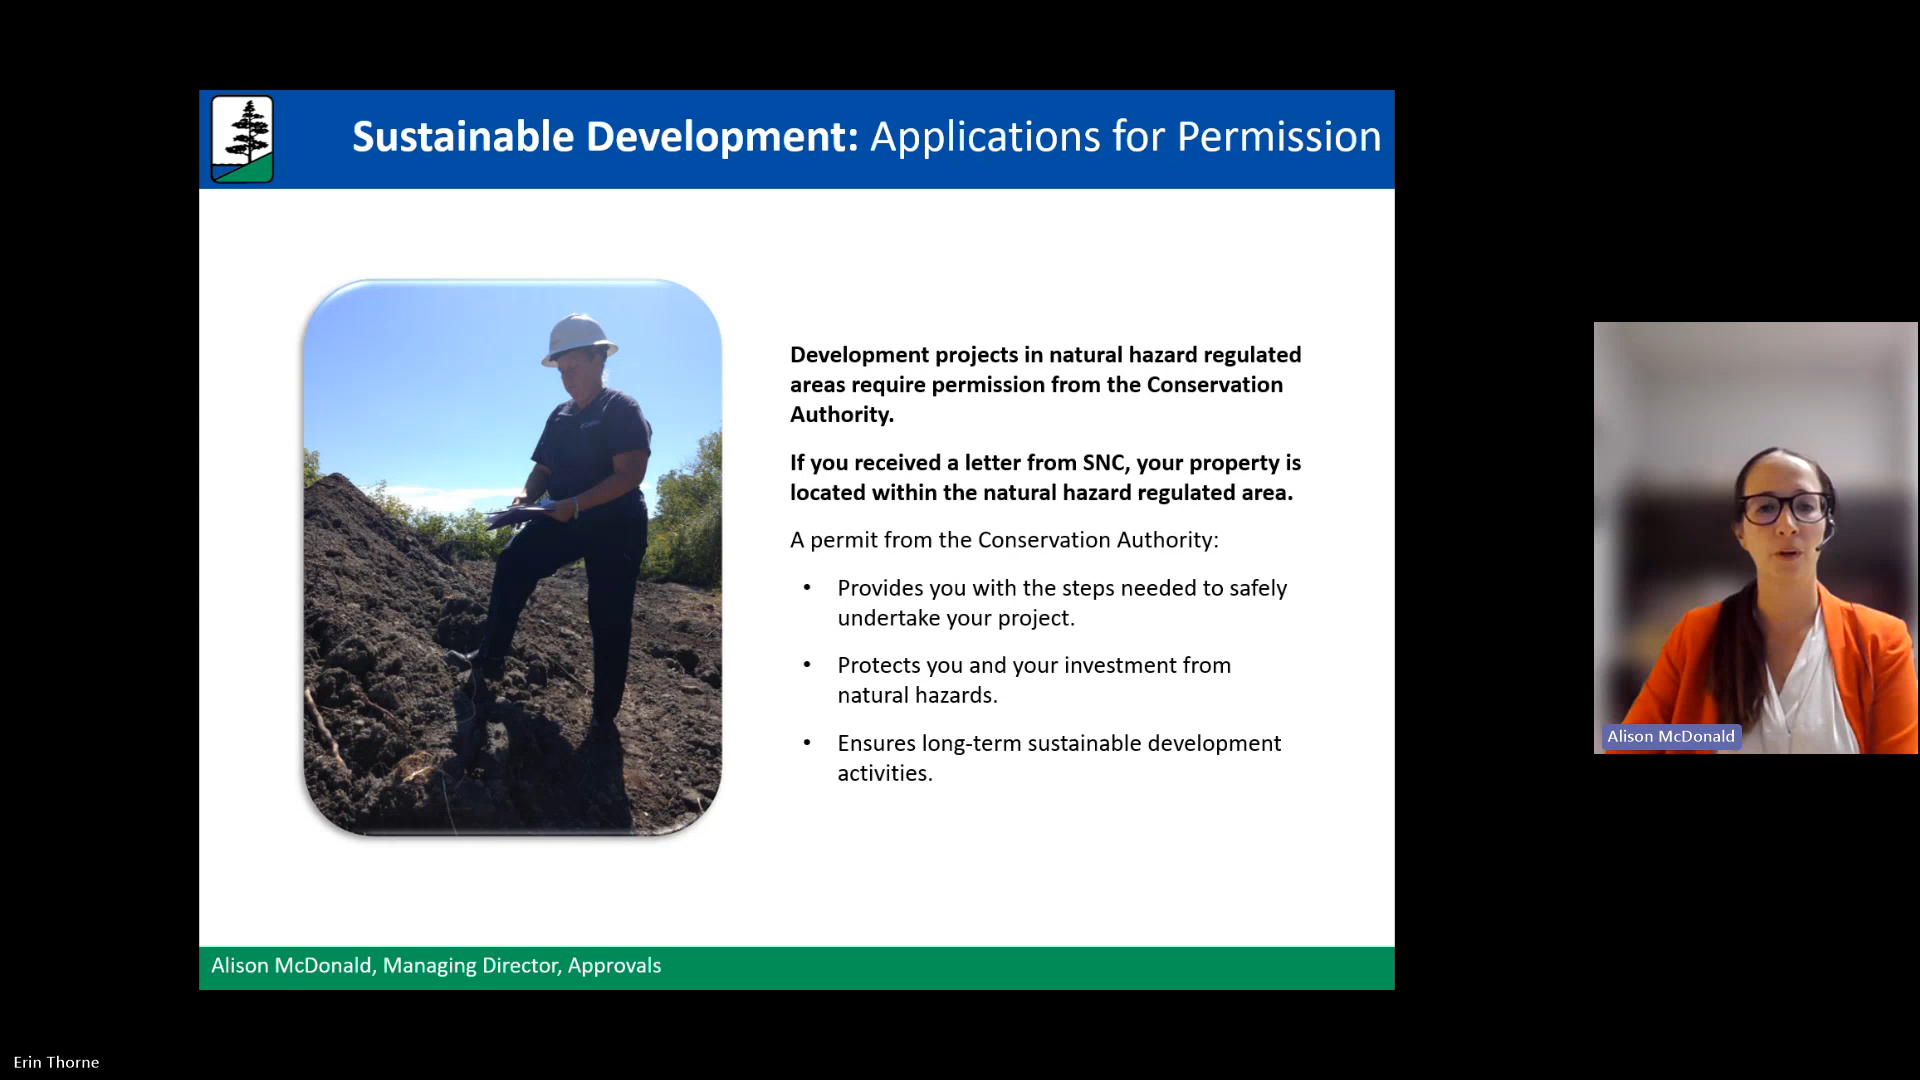 Sustainable Development: Applications for Permission
Development projects in natural hazard regulated
areas require permission from the Conservation
Authority.
If you received a letter from SNC, your property is
located within the natural hazard regulated area.
A permit from the Conservation Authority:
• Provides you with the steps needed to safely
undertake your project.
• Protects you and your investment from
natural hazards.
• Ensures long-term sustainable development
activities.
Alison McDonald
Alison McDonald, Managing Director, Approvals
Erin Thorne